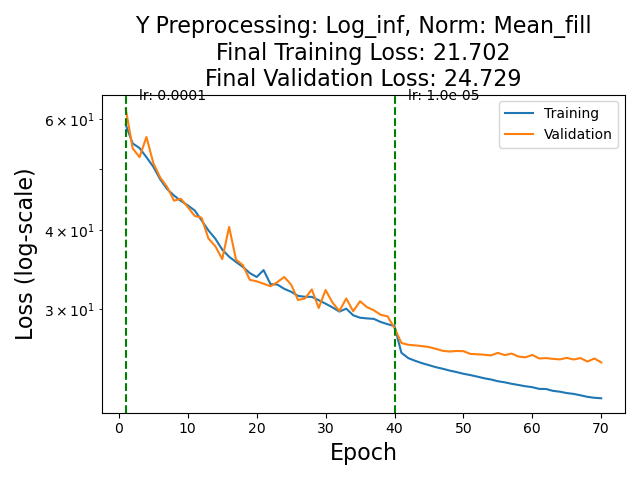 Y Preprocessing: Log_inf, Norm: Mean_fill
Final Training Loss: 21.702
Final Validation Loss: 24.729
lr: 0.0001
lr: 1.0e-05
Training
Validation
6 × 10¹
4 × 10¹
3 × 10¹
Loss (log-scale)
0 10 20 30 40 50 60 70
Epoch